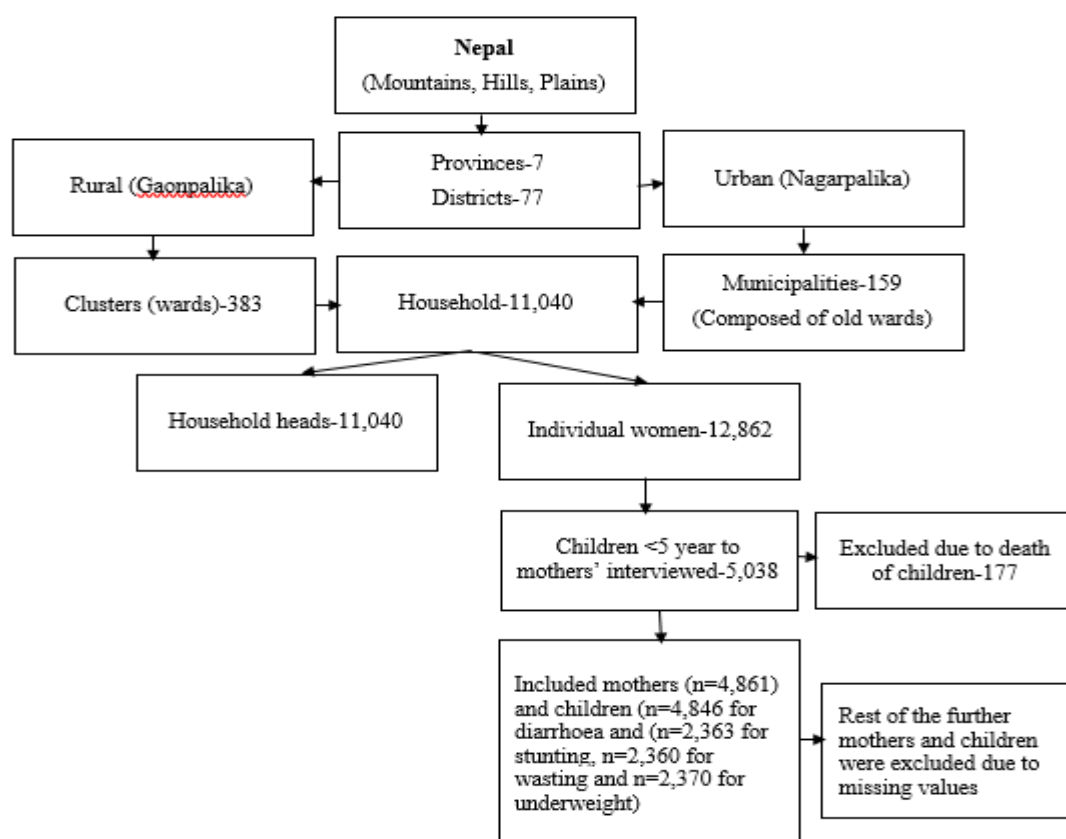 Nepal
(Mountains, Hills, Plains)
Rural (Gaonpalika)
Provinces-7
Districts-77
Urban (Nagarpalika)
Clusters (wards)-383
Household-11,040
Municipalities-159
(Composed of old wards)
Household heads-11,040
Individual women-12,862
Children <5 year to
mothers’ interviewed-5,038
Excluded due to death
of children-177
Included mothers (n=4,861)
and children (n=4,846 for
diarrhoea and (n=2,363 for
stunting, n=2,360 for
wasting and n=2,370 for
underweight)
Rest of the further
mothers and children
were excluded due to
missing values